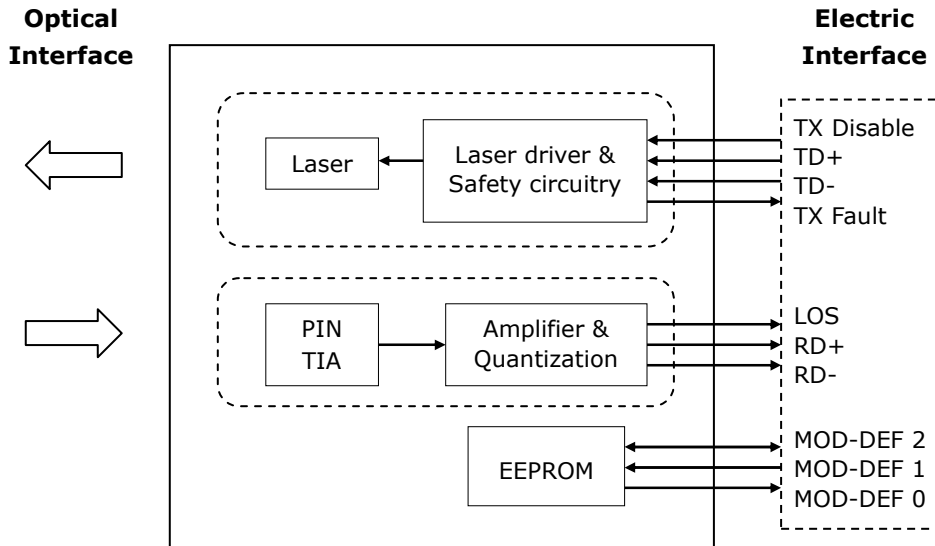 Optical
Interface
Electric
Interface
Laser
Laser driver &
Safety circuitry
TX Disable
TD+
TD-
TX Fault
PIN
TIA
Amplifier &
Quantization
LOS
RD+
RD-
EEPROM
MOD-DEF 2
MOD-DEF 1
MOD-DEF 0